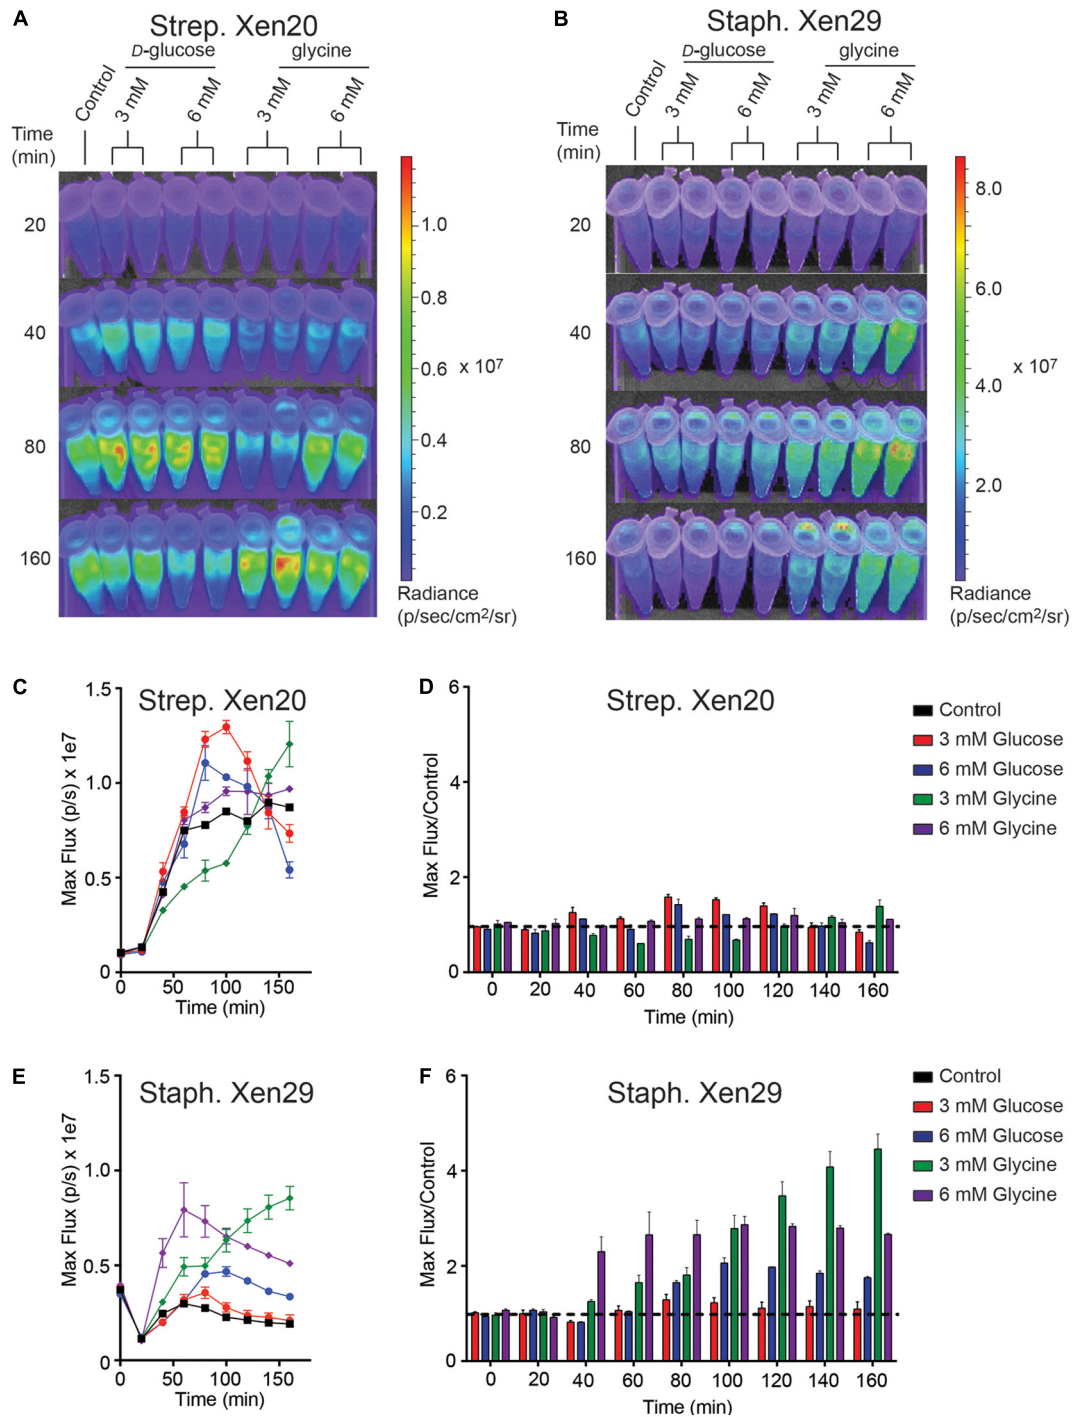 A
Strep. Xen20
D-glucose
glycine
Control
3 mM
6 mM
3 mM
6 mM
Time
(min)
20
40
80
160
1.0
0.8
0.6
x 10⁷
0.4
0.2
Radiance
(p/sec/cm²/sr)
B
Staph. Xen29
D-glucose
glycine
Control
3 mM
6 mM
3 mM
6 mM
Time
(min)
20
40
80
160
8.0
6.0
4.0
x 10⁷
2.0
Radiance
(p/sec/cm²/sr)
C
Strep. Xen20
Max Flux (p/s) x 1e7
1.5
1.0
0.5
0
0
50
100
150
Time (min)
D
Strep. Xen20
Max Flux/Control
6
4
2
0
0
20
40
60
80
100
120
140
160
Time (min)
Control
3 mM Glucose
6 mM Glucose
3 mM Glycine
6 mM Glycine
E
Staph. Xen29
Max Flux (p/s) x 1e7
1.5
1.0
0.5
0
0
50
100
150
Time (min)
F
Staph. Xen29
Max Flux/Control
6
4
2
0
0
20
40
60
80
100
120
140
160
Time (min)
Control
3 mM Glucose
6 mM Glucose
3 mM Glycine
6 mM Glycine